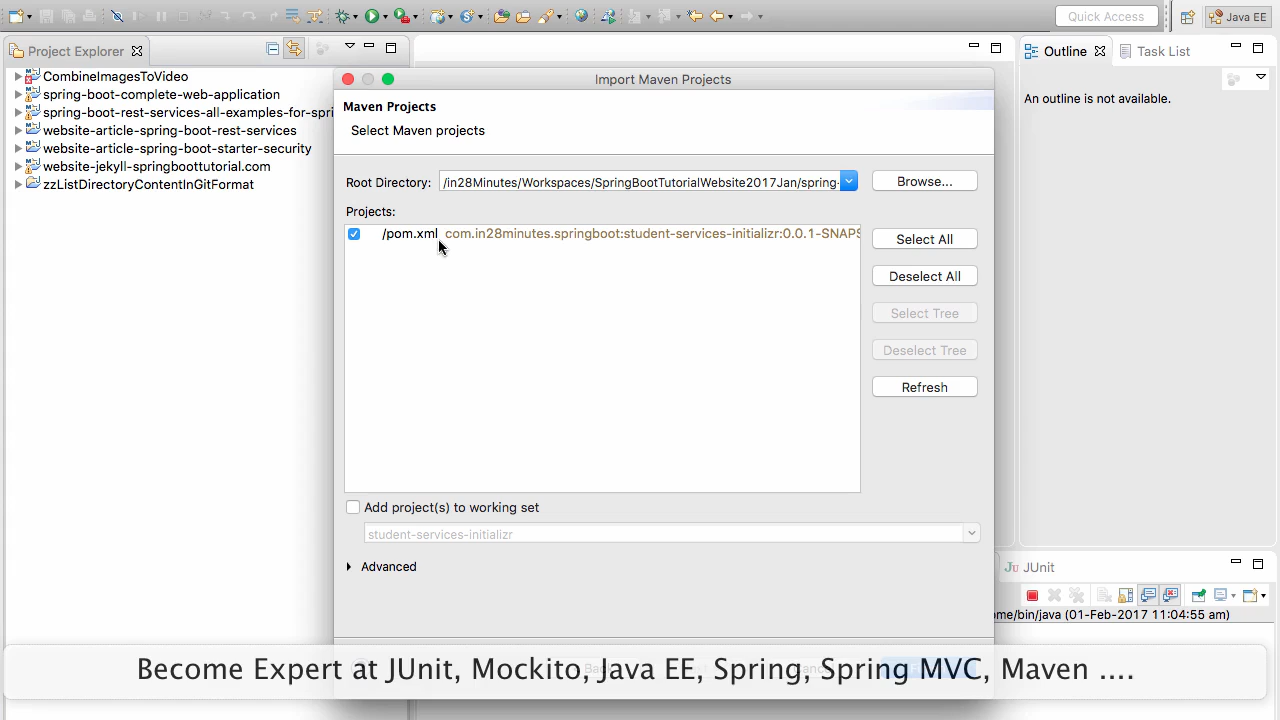 Quick Access
Java EE
Project Explorer
CombineImagesToVideo
spring-boot-complete-web-application
spring-boot-rest-services-all-examples-for-spri
website-article-spring-boot-rest-services
website-article-spring-boot-starter-security
website-jekyll-springboottutorial.com
zzListDirectoryContentInGitFormat
Import Maven Projects
Maven Projects
Select Maven projects
Root Directory: /in28Minutes/Workspaces/SpringBootTutorialWebsite2017Jan/spring- Browse...
Projects:
/pom.xml com.in28minutes.springboot:student-services-initializr:0.0.1-SNAPS
Select All
Deselect All
Select Tree
Deselect Tree
Refresh
Add project(s) to working set
student-services-initializr
Advanced
Outline Task List
An outline is not available.
JUnit
ome/bin/java (01-Feb-2017 11:04:55 am)
Become Expert at JUnit, Mockito, Java EE, Spring, Spring MVC, Maven ....